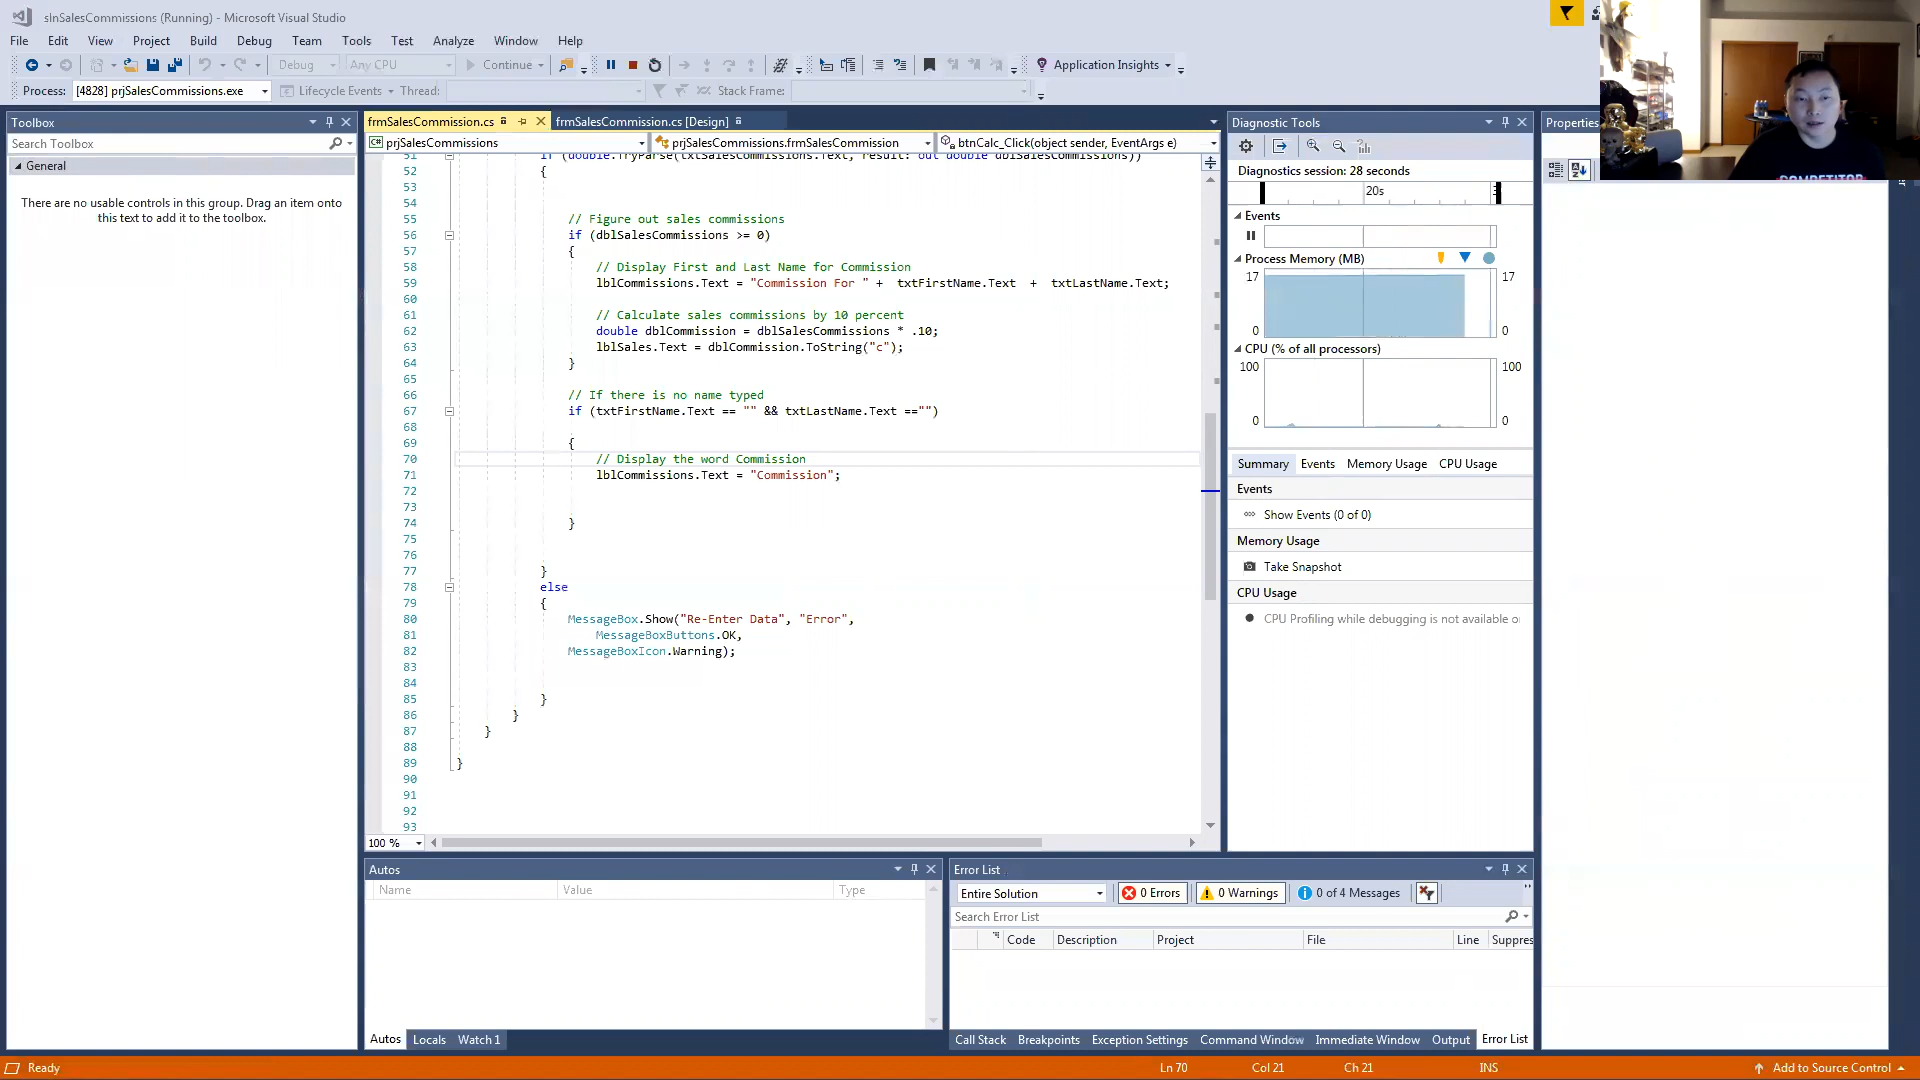 slnSalesCommissions (Running) - Microsoft Visual Studio
File Edit View Project Build Debug Team Tools Test Analyze Window Help
Debug Any CPU Continue Application Insights
Process: [4828] prjSalesCommissions.exe Lifecycle Events Thread: Stack Frame:
Toolbox
Search Toolbox
General
There are no usable controls in this group. Drag an item onto
this text to add it to the toolbox.
frmSalesCommission.cs frmSalesCommission.cs [Design]
prjSalesCommissions prjSalesCommissions.frmSalesCommission btnCalc_Click(object sender, EventArgs e)
51 if (double.TryParse(txtSalesCommissions.Text, result: out double dblSalesCommissions))
52 {
53
54
55 // Figure out sales commissions
56 if (dblSalesCommissions >= 0)
57 {
58 // Display First and Last Name for Commission
59 lblCommissions.Text = "Commission For " + txtFirstName.Text + txtLastName.Text;
60
61 // Calculate sales commissions by 10 percent
62 double dblCommission = dblSalesCommissions * .10;
63 lblSales.Text = dblCommission.ToString("c");
64 }
65
66 // If there is no name typed
67 if (txtFirstName.Text == "" && txtLastName.Text =="")
68
69 {
70 // Display the word Commission
71 lblCommissions.Text = "Commission";
72
73
74 }
75
76
77 }
78 else
79 {
80 MessageBox.Show("Re-Enter Data", "Error",
81 MessageBoxButtons.OK,
82 MessageBoxIcon.Warning);
83
84
85 }
86 }
87 }
88
89 }
90
91
92
93
100 %
Diagnostic Tools
Diagnostics session: 28 seconds
20s
Events
Process Memory (MB)
17 17
0 0
CPU (% of all processors)
100 100
0 0
Summary Events Memory Usage CPU Usage
Events
Show Events (0 of 0)
Memory Usage
Take Snapshot
CPU Usage
CPU Profiling while debugging is not available o
Properties
COMPETITOR
Autos
Name Value Type
Autos Locals Watch 1
Error List
Entire Solution 0 Errors 0 Warnings 0 of 4 Messages
Search Error List
Code Description Project File Line Suppres
Call Stack Breakpoints Exception Settings Command Window Immediate Window Output Error List
Ready Ln 70 Col 21 Ch 21 INS Add to Source Control